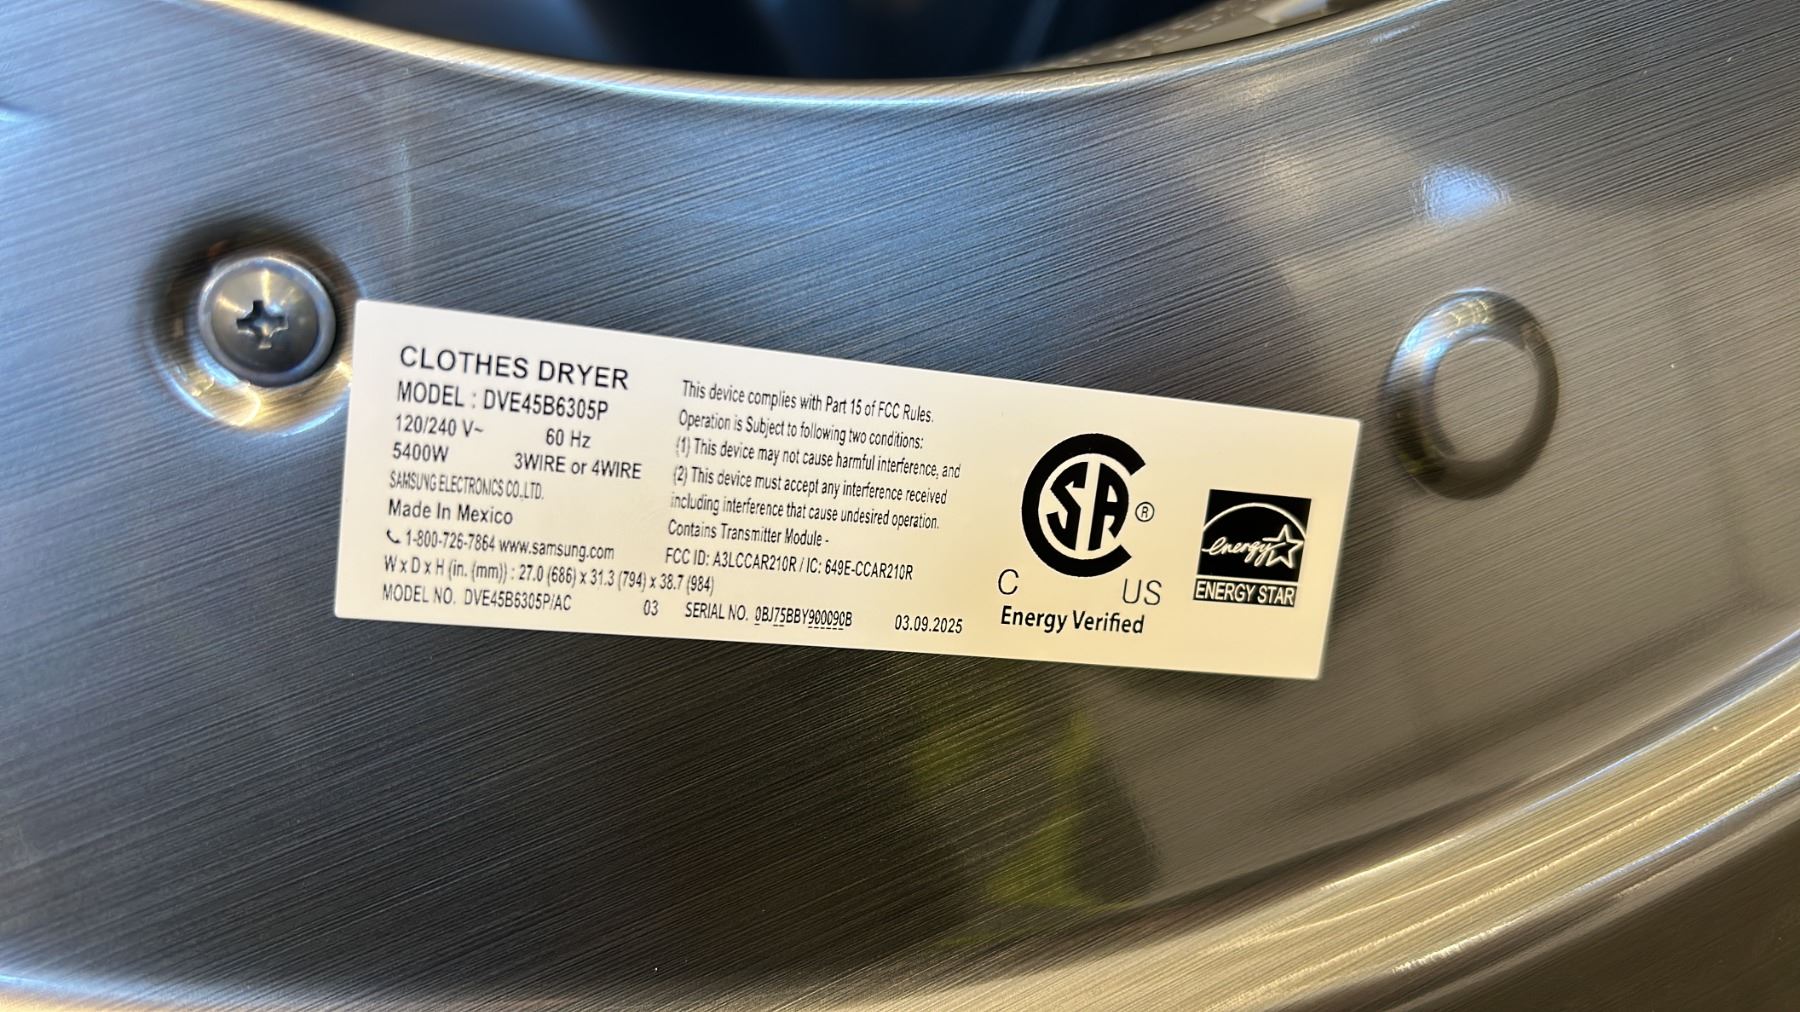 CLOTHES DRYER
MODEL : DVE45B6305P
120/240 V~ 60 Hz
5400W 3WIRE or 4WIRE
SAMSUNG ELECTRONICS CO.,LTD.
Made In Mexico
1-800-726-7864 www.samsung.com
W x D x H (in. (mm)) : 27.0 (686) x 31.3 (794) x 38.7 (984)
MODEL NO. DVE45B6305P/AC 03 SERIAL NO. 0BJ75BBY900090B 03.09.2025
This device complies with Part 15 of FCC Rules.
Operation is Subject to following two conditions:
(1) This device may not cause harmful interference, and
(2) This device must accept any interference received
including interference that cause undesired operation.
Contains Transmitter Module -
FCC ID: A3LCCAR210R / IC: 649E-CCAR210R
CSA®
C US
Energy Verified
energy
ENERGY STAR